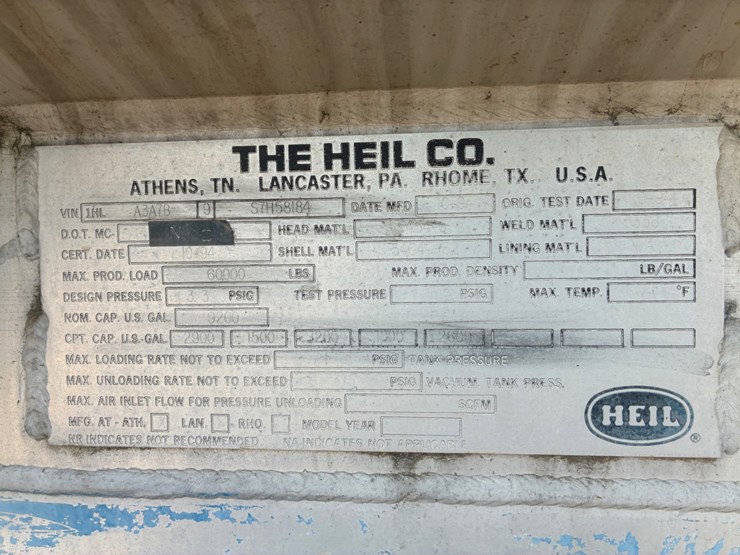 THE HEIL CO.
ATHENS, TN. LANCASTER, PA. RHOME, TX. U.S.A.
VIN 1HL A3A7B 9 S7H58184 DATE MFD ORIG. TEST DATE
D.O.T. MC- HEAD MAT'L WELD MAT'L
CERT. DATE 10-94 SHELL MAT'L LINING MAT'L
MAX. PROD. LOAD 60000 LBS MAX. PROD. DENSITY LB/GAL
DESIGN PRESSURE 3.3 PSIG TEST PRESSURE PSIG MAX. TEMP. °F
NOM. CAP. U.S. GAL. 9200
CPT. CAP. U.S. GAL. 2900 1500
MAX. LOADING RATE NOT TO EXCEED PSIG TANK PRESSURE
MAX. UNLOADING RATE NOT TO EXCEED PSIG VACUUM TANK PRESS.
MAX. AIR INLET FLOW FOR PRESSURE UNLOADING SCFM
MFG. AT - ATH. X LAN. RHO. MODEL YEAR
NR INDICATES NOT RECOMMENDED NA INDICATES NOT APPLICABLE
HEIL ®